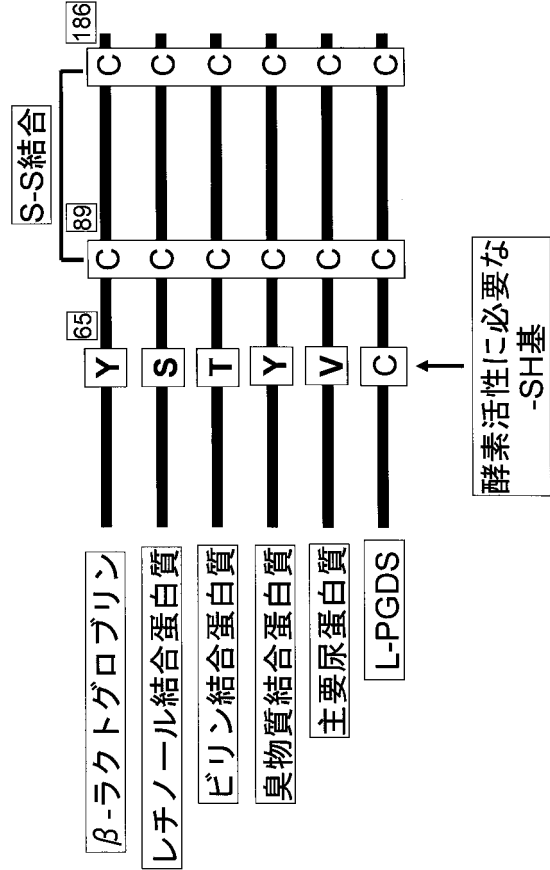 S-S結合
65 89 186
β-ラクトグロブリン Y C C
レチノール結合蛋白質 S C C
ビリン結合蛋白質 T C C
臭物質結合蛋白質 Y C C
主要尿蛋白質 V C C
L-PGDS C C C
酵素活性に必要な
-SH基